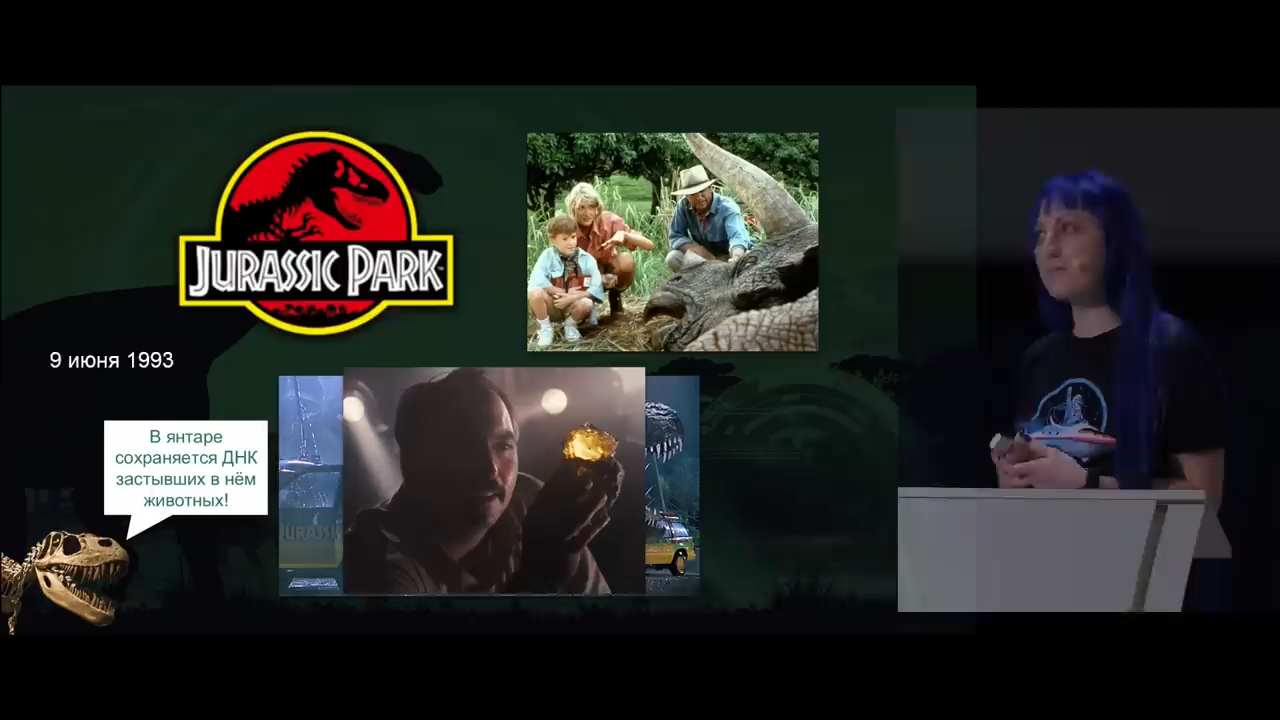 JURASSIC PARK
9 июня 1993
В янтаре
сохраняется ДНК
застывших в нём
животных!